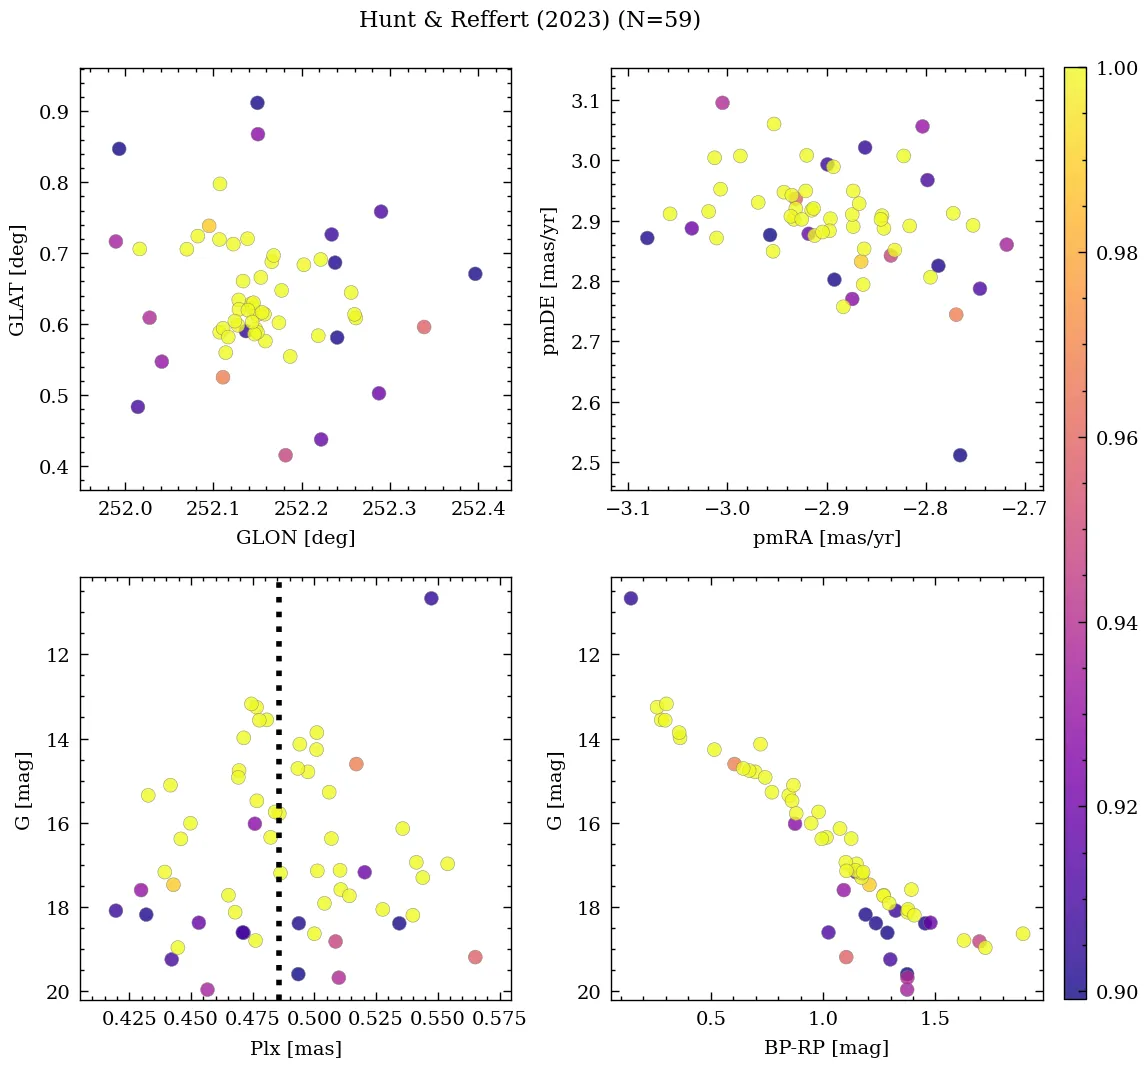 Hunt & Reffert (2023) (N=59)
0.9
0.8
0.7
0.6
0.5
0.4
GLAT [deg]
252.0 252.1 252.2 252.3 252.4
GLON [deg]
3.1
3.0
2.9
2.8
2.7
2.6
2.5
pmDE [mas/yr]
−3.1 −3.0 −2.9 −2.8 −2.7
pmRA [mas/yr]
12
14
16
18
20
G [mag]
0.425 0.450 0.475 0.500 0.525 0.550 0.575
Plx [mas]
12
14
16
18
20
G [mag]
0.5 1.0 1.5
BP-RP [mag]
1.00
0.98
0.96
0.94
0.92
0.90